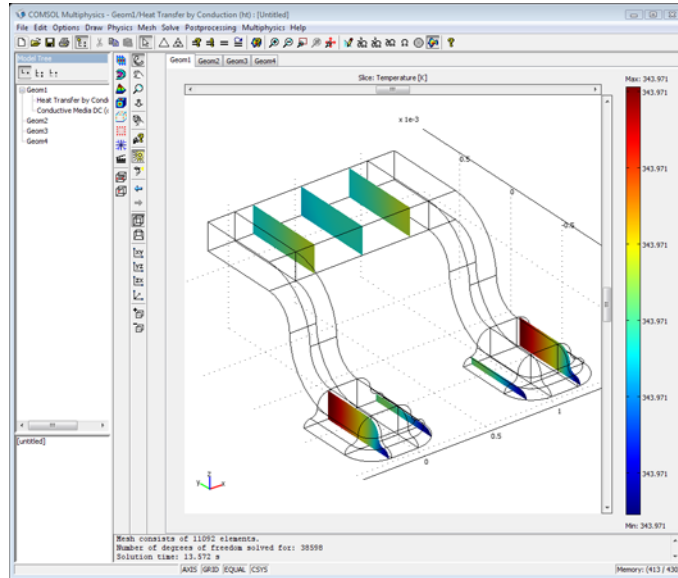 COMSOL Multiphysics - Geom1/Heat Transfer by Conduction (ht) : [Untitled]
File Edit Options Draw Physics Mesh Solve Postprocessing Multiphysics Help
Model Tree
Geom1
Heat Transfer by Condi
Conductive Media DC (
Geom2
Geom3
Geom4
[untitled]
Geom1 Geom2 Geom3 Geom4
Slice: Temperature [K]
Max: 343.971
x 1e-3
0.5
0
-0.5
1
0.5
0
z
y
x
343.971
343.971
343.971
343.971
343.971
343.971
Min: 343.971
Mesh consists of 11092 elements.
Number of degrees of freedom solved for: 38598
Solution time: 13.572 s
AXIS GRID EQUAL CSYS
Memory: (413 / 430